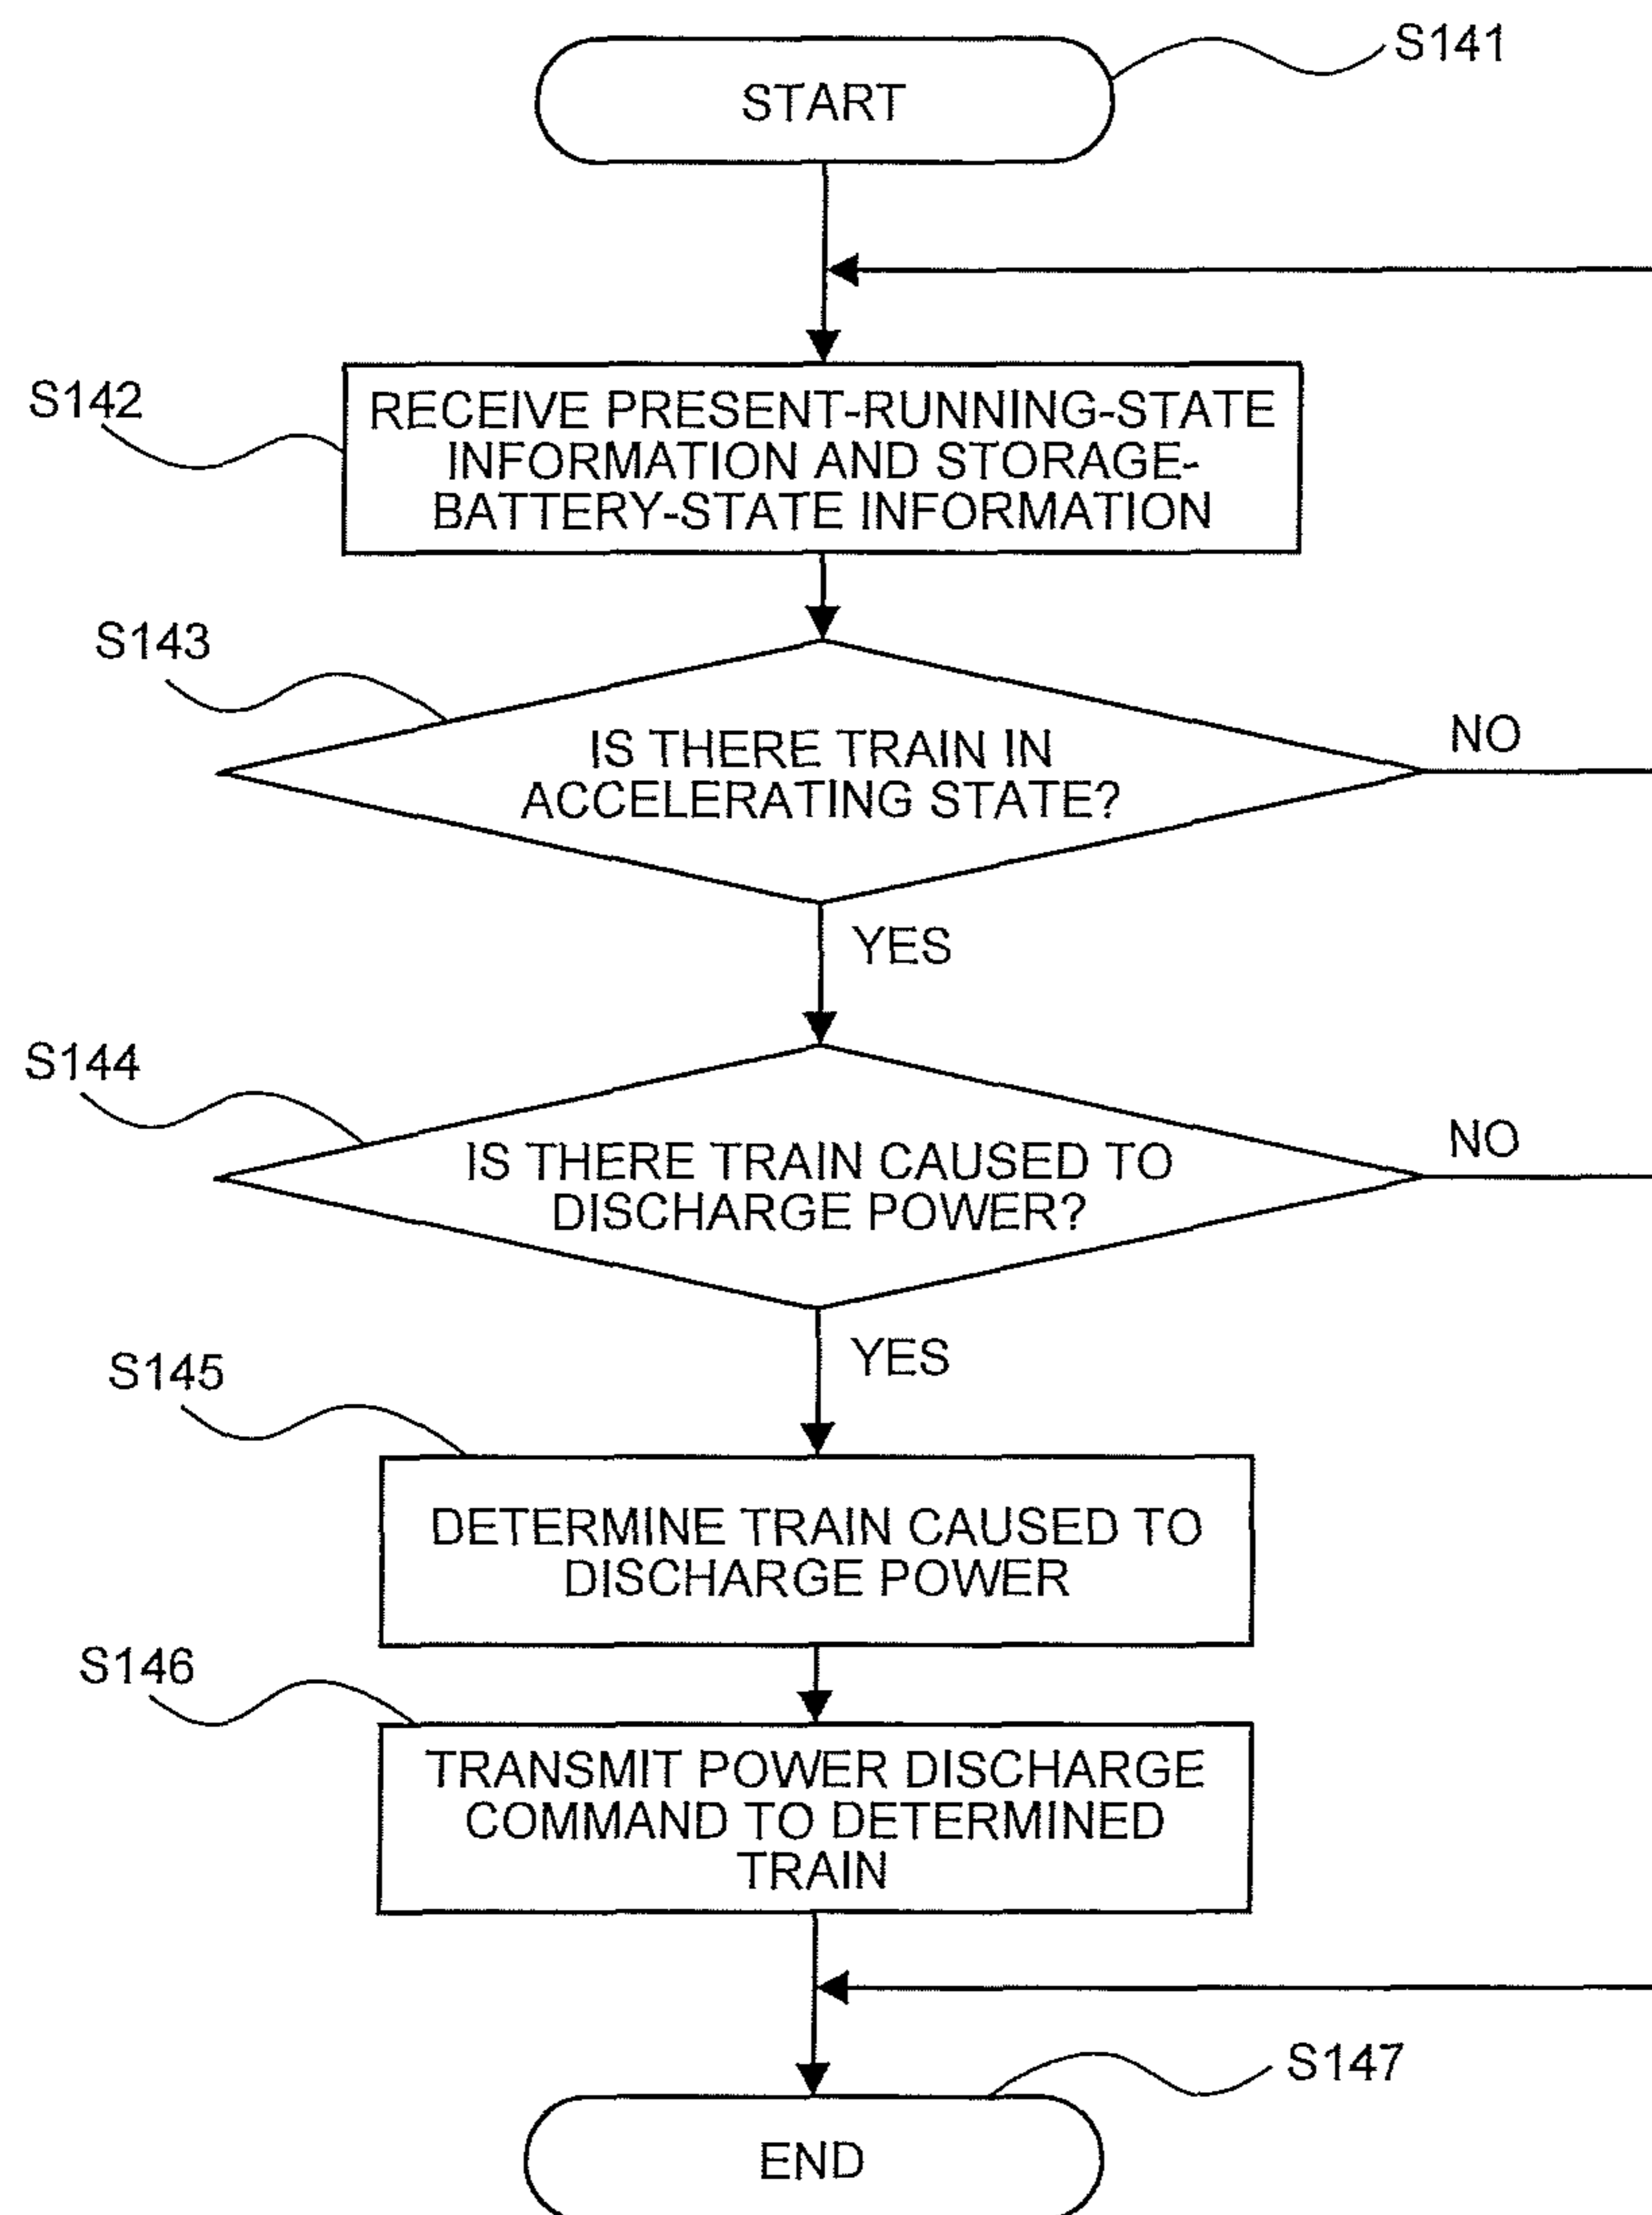 S141
START
S142
RECEIVE PRESENT-RUNNING-STATE
INFORMATION AND STORAGE-
BATTERY-STATE INFORMATION
S143
IS THERE TRAIN IN
ACCELERATING STATE?
NO
YES
S144
IS THERE TRAIN CAUSED TO
DISCHARGE POWER?
NO
YES
S145
DETERMINE TRAIN CAUSED TO
DISCHARGE POWER
S146
TRANSMIT POWER DISCHARGE
COMMAND TO DETERMINED
TRAIN
S147
END